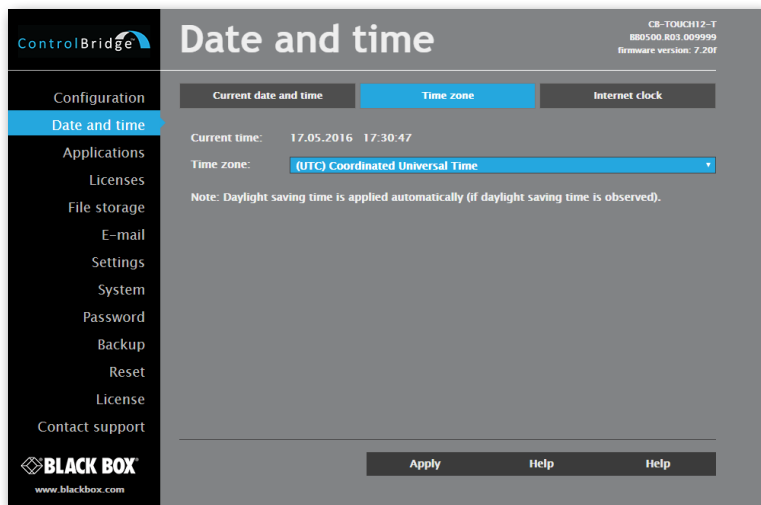 ControlBridge™
Date and time
CB-TOUCH12-T
BB0500.R03.009999
firmware version: 7.20f
Configuration
Date and time
Applications
Licenses
File storage
E-mail
Settings
System
Password
Backup
Reset
License
Contact support
BLACK BOX®
www.blackbox.com
Current date and time
Time zone
Internet clock
Current time: 17.05.2016 17:30:47
Time zone: (UTC) Coordinated Universal Time
Note: Daylight saving time is applied automatically (if daylight saving time is observed).
Apply Help Help